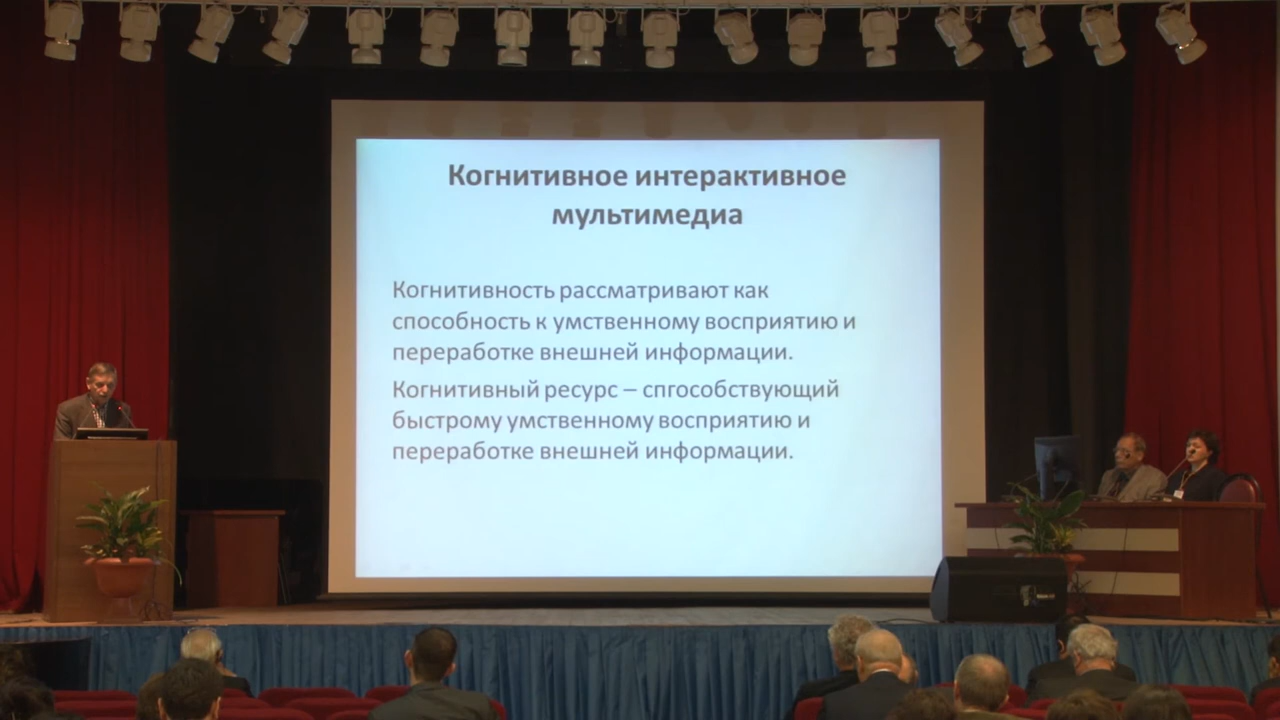 Когнитивное интерактивное
мультимедиа
Когнитивность рассматривают как
способность к умственному восприятию и
переработке внешней информации.
Когнитивный ресурс – спгособствующий
быстрому умственному восприятию и
переработке внешней информации.